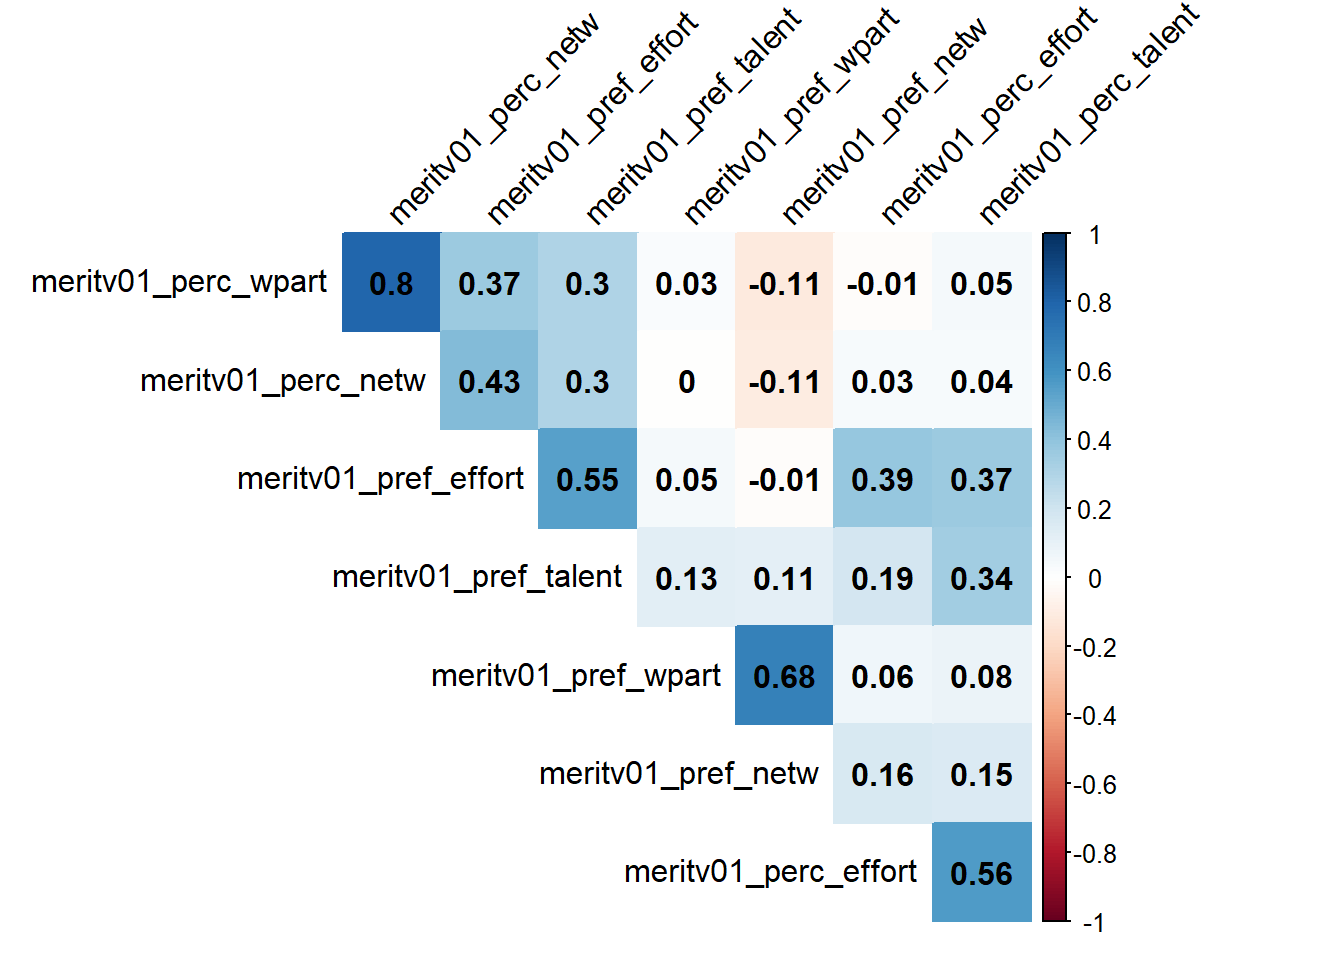 meritv01_perc_netw
meritv01_pref_effort
meritv01_pref_talent
meritv01_pref_wpart
meritv01_pref_netw
meritv01_perc_effort
meritv01_perc_talent
meritv01_perc_wpart 0.8 0.37 0.3 0.03 -0.11 -0.01 0.05
meritv01_perc_netw 0.43 0.3 0 -0.11 0.03 0.04
meritv01_pref_effort 0.55 0.05 -0.01 0.39 0.37
meritv01_pref_talent 0.13 0.11 0.19 0.34
meritv01_pref_wpart 0.68 0.06 0.08
meritv01_pref_netw 0.16 0.15
meritv01_perc_effort 0.56
1
0.8
0.6
0.4
0.2
0
-0.2
-0.4
-0.6
-0.8
-1